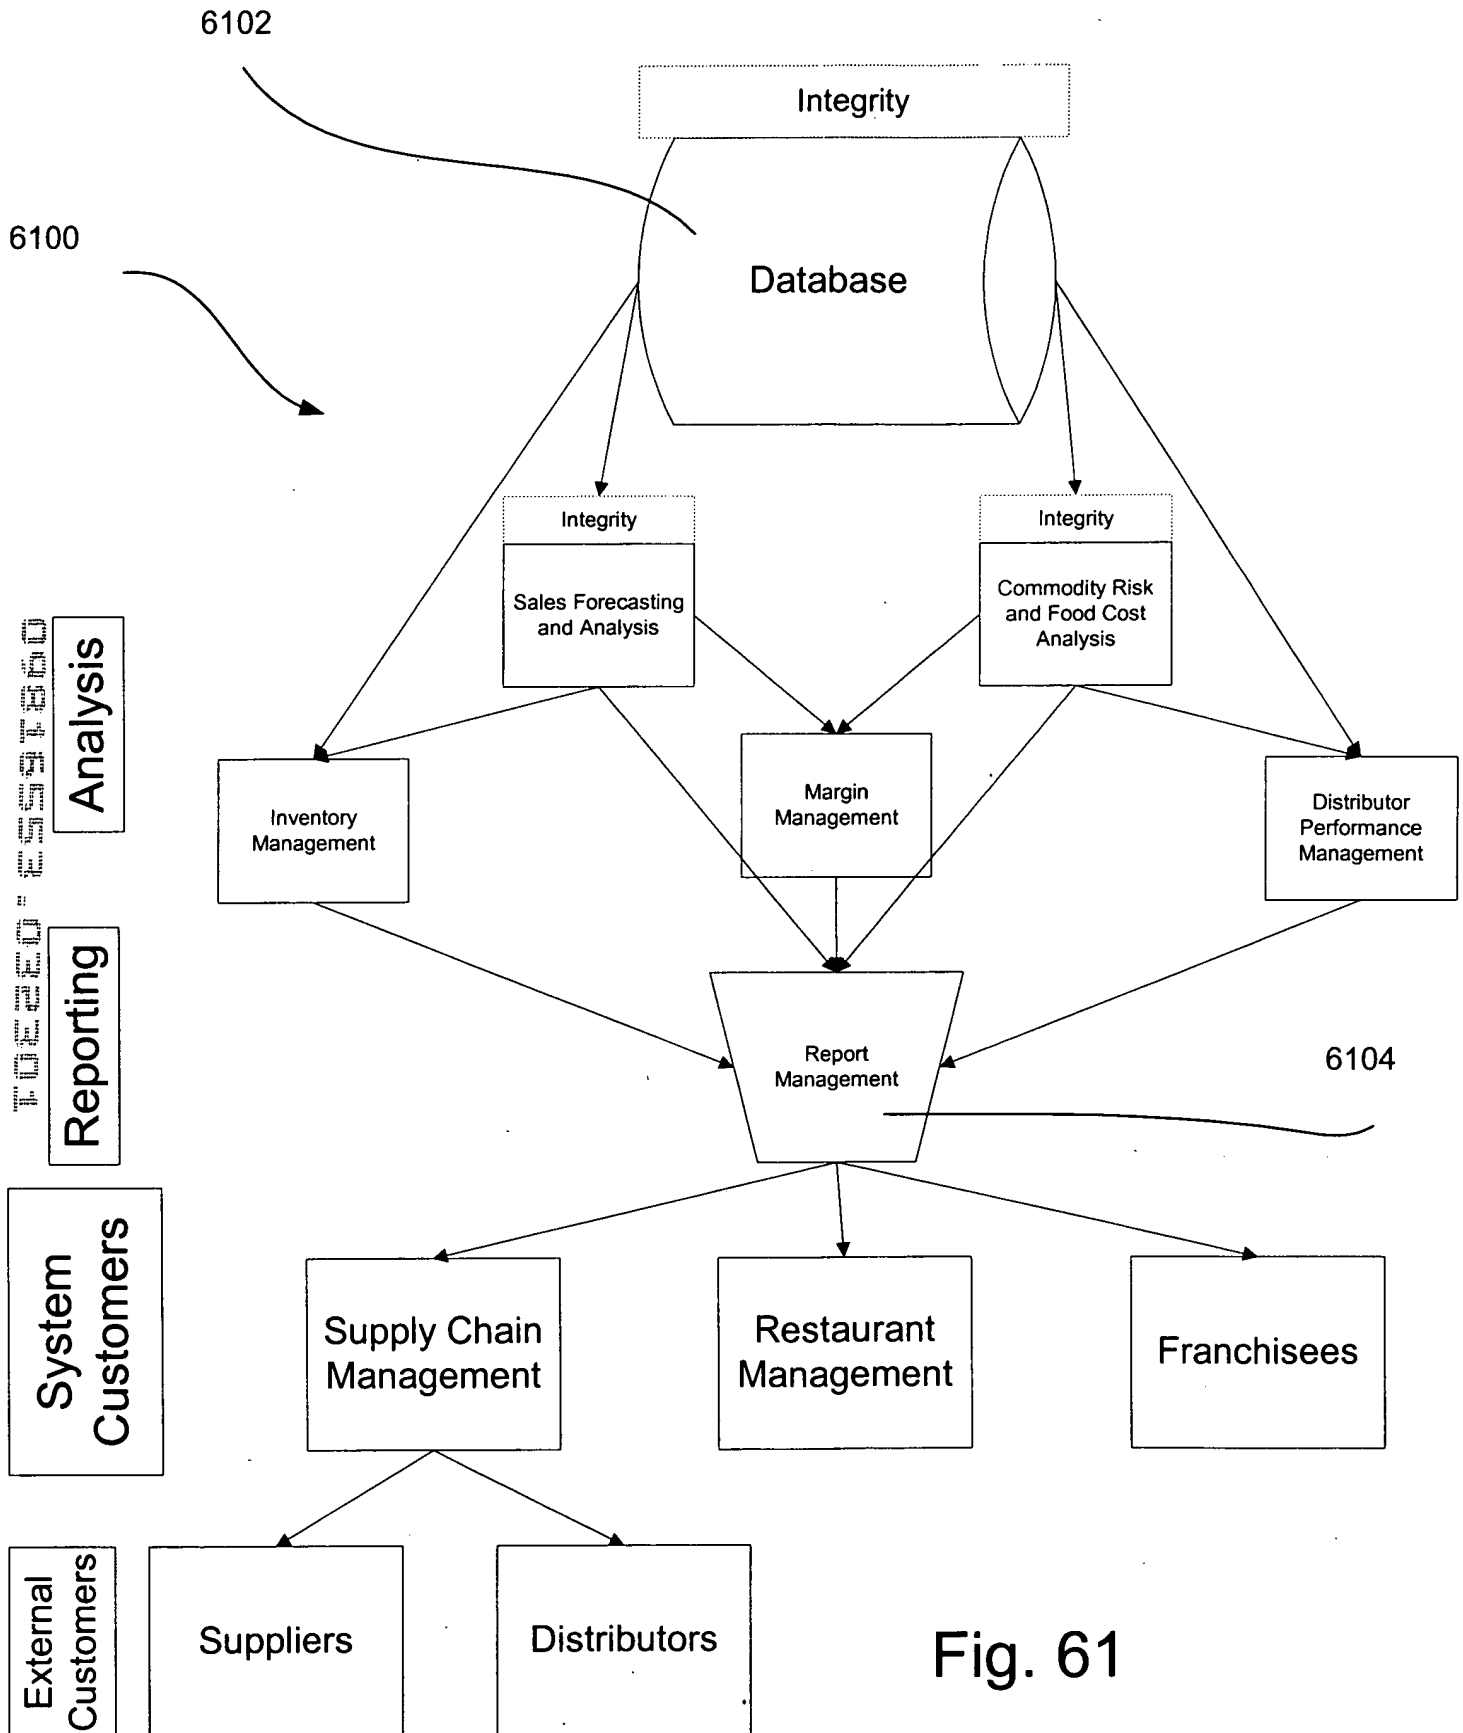 6102
Integrity
6100
Database
Integrity
Integrity
Sales Forecasting
and Analysis
Commodity Risk
and Food Cost
Analysis
Analysis
Inventory
Management
Margin
Management
Distributor
Performance
Management
Reporting
Report
Management
6104
System
Customers
Supply Chain
Management
Restaurant
Management
Franchisees
External
Customers
Suppliers
Distributors
Fig. 61